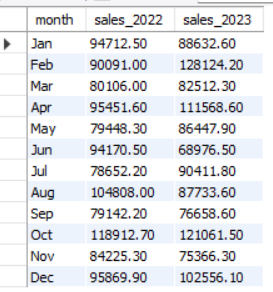 month sales_2022 sales_2023
Jan 94712.50 88632.60
Feb 90091.00 128124.20
Mar 80106.00 82512.30
Apr 95451.60 111568.60
May 79448.30 86447.90
Jun 94170.50 68976.50
Jul 78652.20 90411.80
Aug 104808.00 87733.60
Sep 79142.20 76658.60
Oct 118912.70 121061.50
Nov 84225.30 75366.30
Dec 95869.90 102556.10